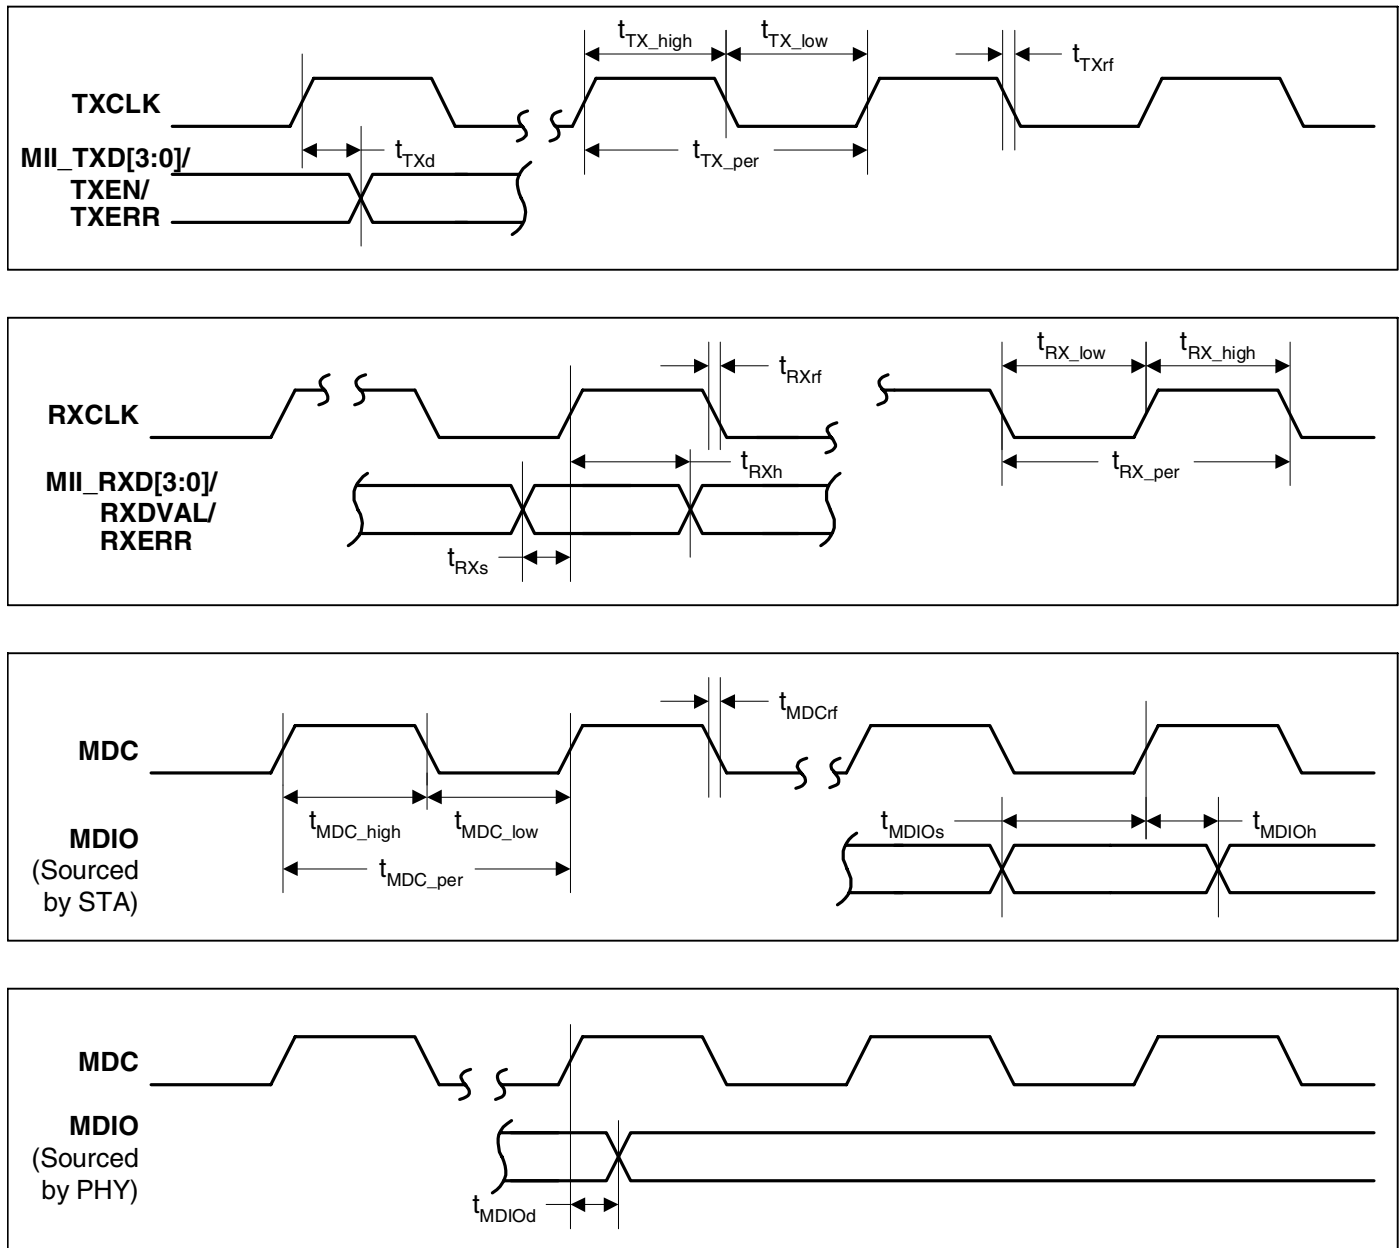 t_TX_high
t_TX_low
t_TXrf
TXCLK
t_TXd
t_TX_per
MII_TXD[3:0]/
TXEN/
TXERR
t_RXrf
t_RX_low
t_RX_high
RXCLK
t_RXh
t_RX_per
MII_RXD[3:0]/
RXDVAL/
RXERR
t_RXs
t_MDCrf
MDC
t_MDC_high
t_MDC_low
t_MDIOs
t_MDIOh
MDIO
(Sourced
by STA)
t_MDC_per
MDC
MDIO
(Sourced
by PHY)
t_MDIOd